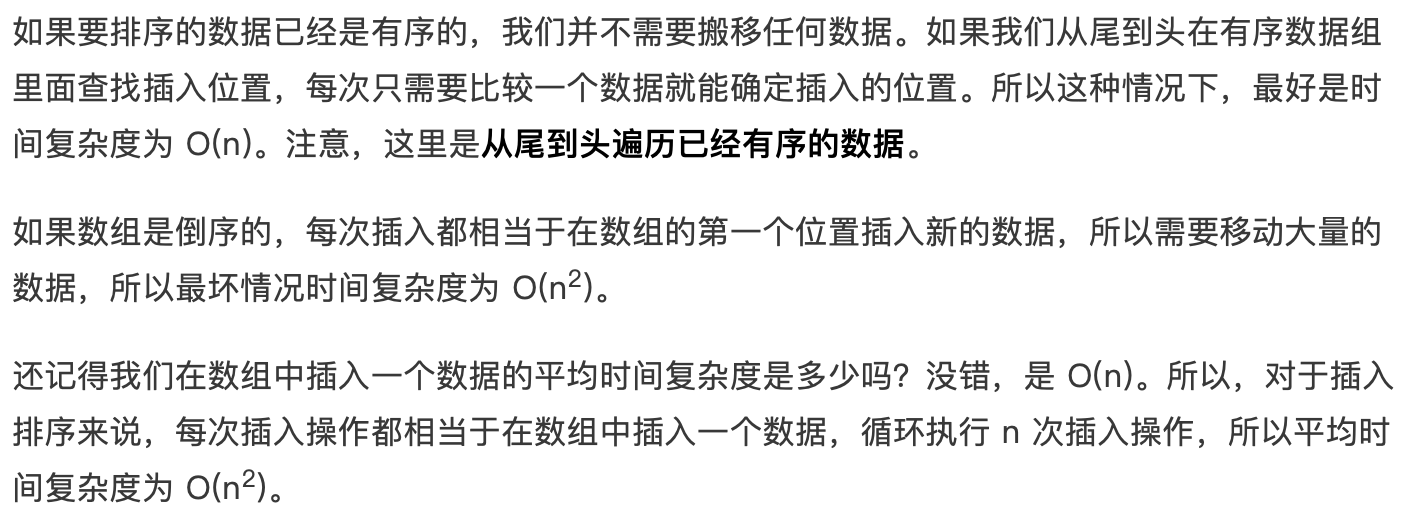 如果要排序的数据已经是有序的，我们并不需要搬移任何数据。如果我们从尾到头在有序数据组
里面查找插入位置，每次只需要比较一个数据就能确定插入的位置。所以这种情况下，最好是时
间复杂度为 O(n)。注意，这里是从尾到头遍历已经有序的数据。
如果数组是倒序的，每次插入都相当于在数组的第一个位置插入新的数据，所以需要移动大量的
数据，所以最坏情况时间复杂度为 O(n²)。
还记得我们在数组中插入一个数据的平均时间复杂度是多少吗？没错，是 O(n)。所以，对于插入
排序来说，每次插入操作都相当于在数组中插入一个数据，循环执行 n 次插入操作，所以平均时
间复杂度为 O(n²)。